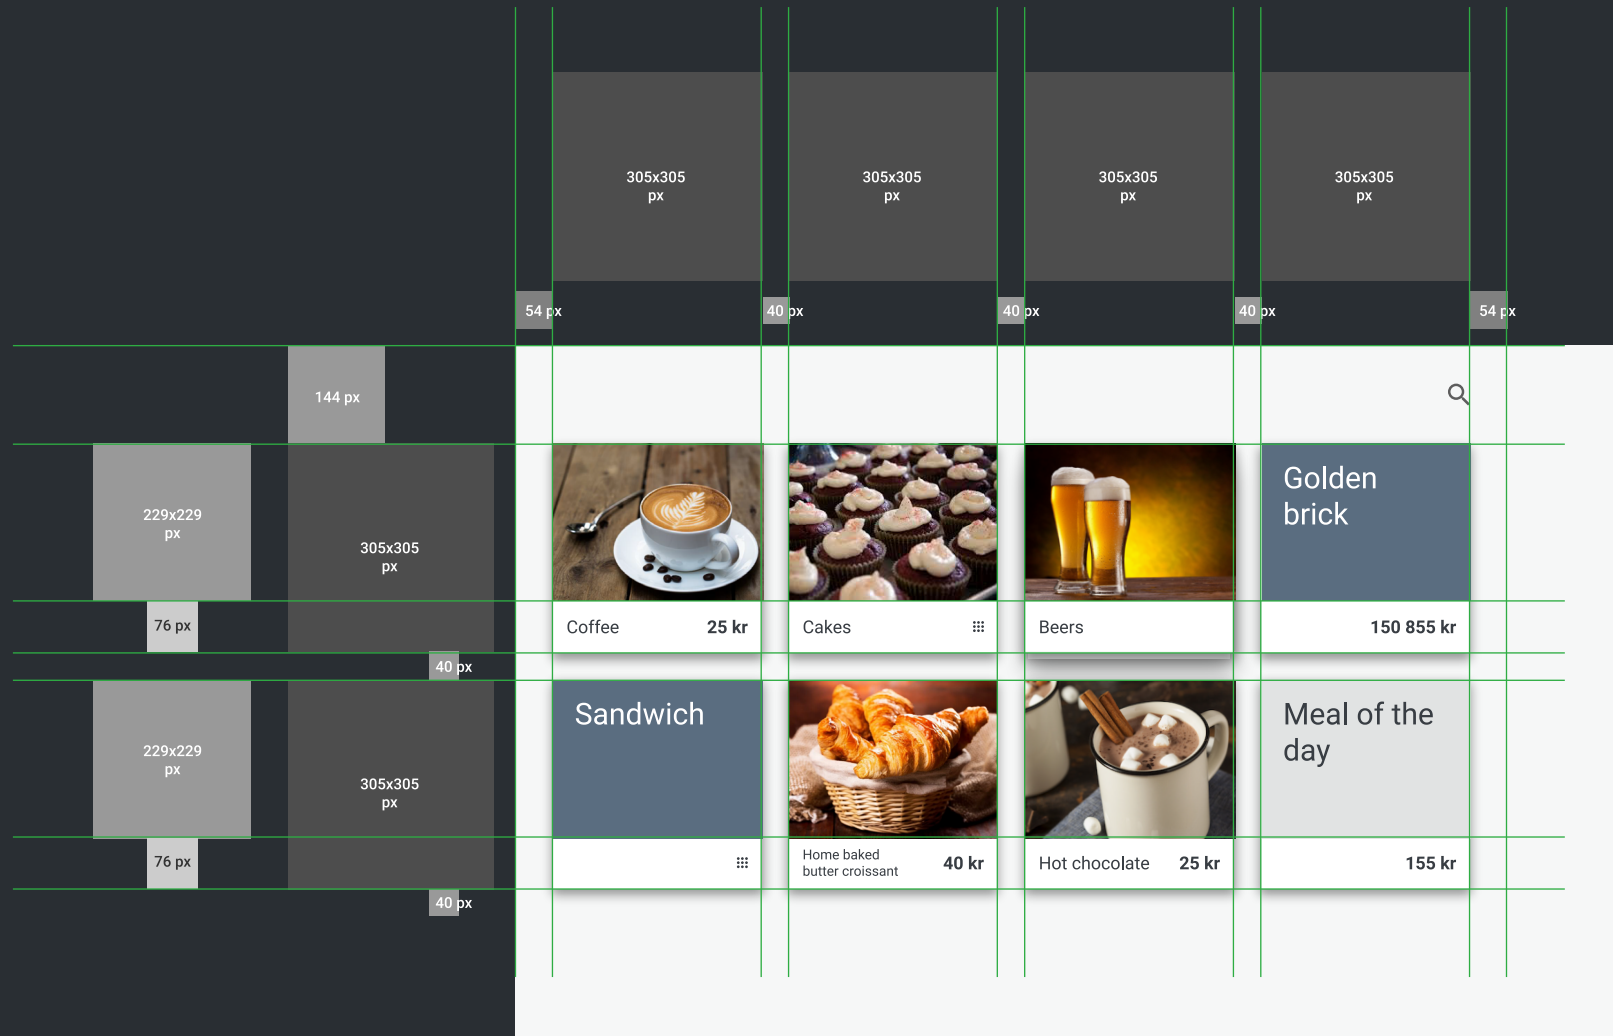 305x305
px
305x305
px
305x305
px
305x305
px
54 px
40 px
40 px
40 px
54 px
144 px
229x229
px
305x305
px
76 px
40 px
Golden
brick
Coffee 25 kr
Cakes
Beers
150 855 kr
229x229
px
305x305
px
76 px
40 px
Sandwich
Meal of the
day
Home baked
butter croissant
40 kr
Hot chocolate 25 kr
155 kr